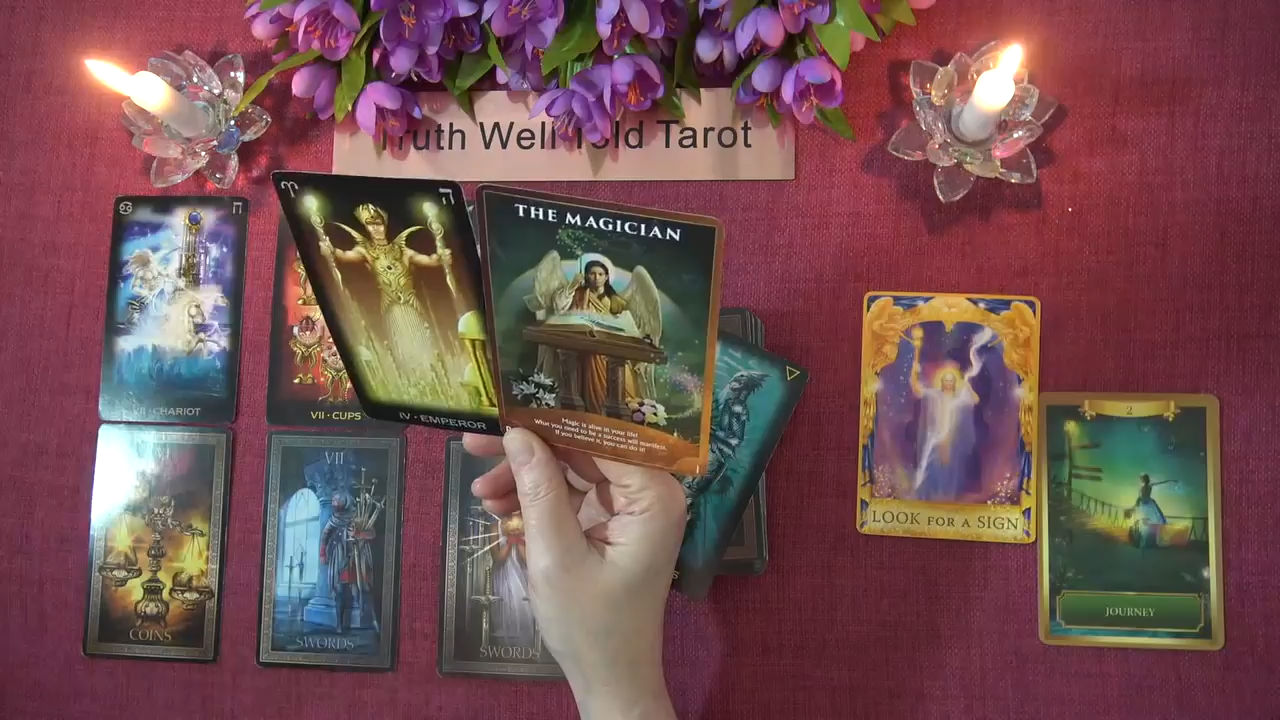 Truth Well Told Tarot
THE MAGICIAN
Magic is alive in your life!
What you need to be a success will manifest.
If you believe it, you can do it!
IV · EMPEROR
ה
ח
VII · CHARIOT
VII · CUPS
COINS
VII
SWORDS
SWORDS
LOOK FOR A SIGN
2
JOURNEY